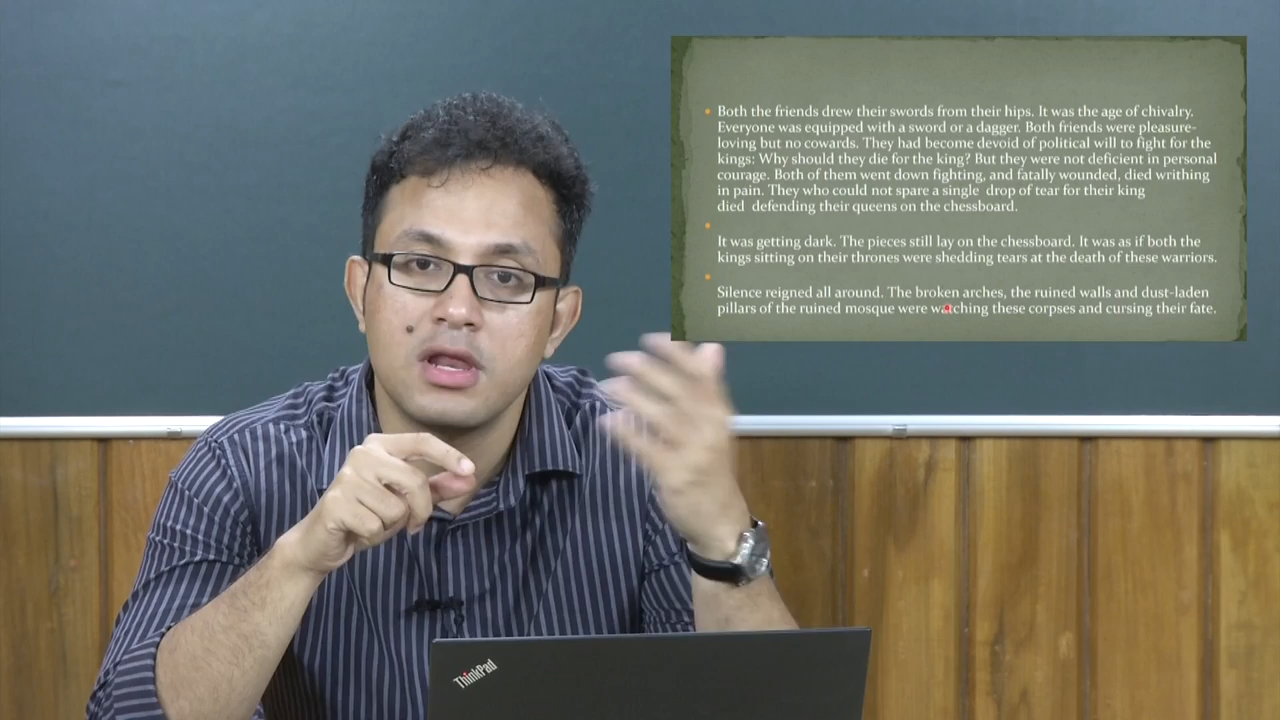 Both the friends drew their swords from their hips. It was the age of chivalry.
Everyone was equipped with a sword or a dagger. Both friends were pleasure-
loving but no cowards. They had become devoid of political will to fight for the
kings: Why should they die for the king? But they were not deficient in personal
courage. Both of them went down fighting, and fatally wounded, died writhing
in pain. They who could not spare a single drop of tear for their king
died defending their queens on the chessboard.
It was getting dark. The pieces still lay on the chessboard. It was as if both the
kings sitting on their thrones were shedding tears at the death of these warriors.
Silence reigned all around. The broken arches, the ruined walls and dust-laden
pillars of the ruined mosque were watching these corpses and cursing their fate.
ThinkPad